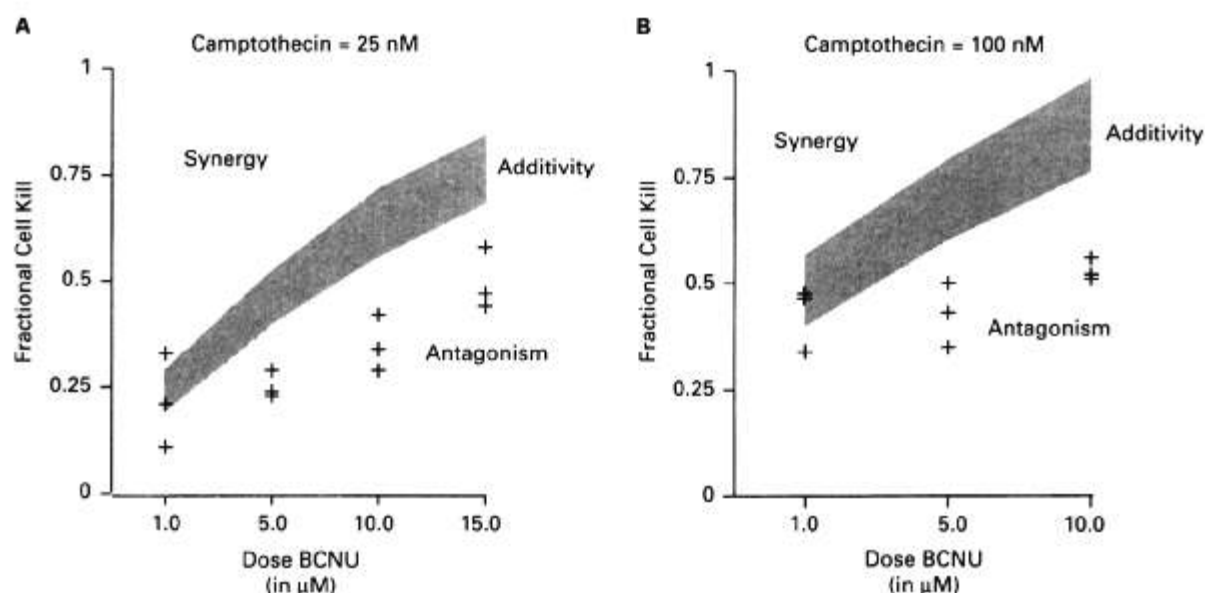 A
Camptothecin = 25 nM
1
0.75
0.5
0.25
0
Fractional Cell Kill
Synergy
Additivity
Antagonism
1.0 5.0 10.0 15.0
Dose BCNU
(in µM)
B
Camptothecin = 100 nM
1
0.75
0.5
0.25
0
Fractional Cell Kill
Synergy
Additivity
Antagonism
1.0 5.0 10.0
Dose BCNU
(in µM)